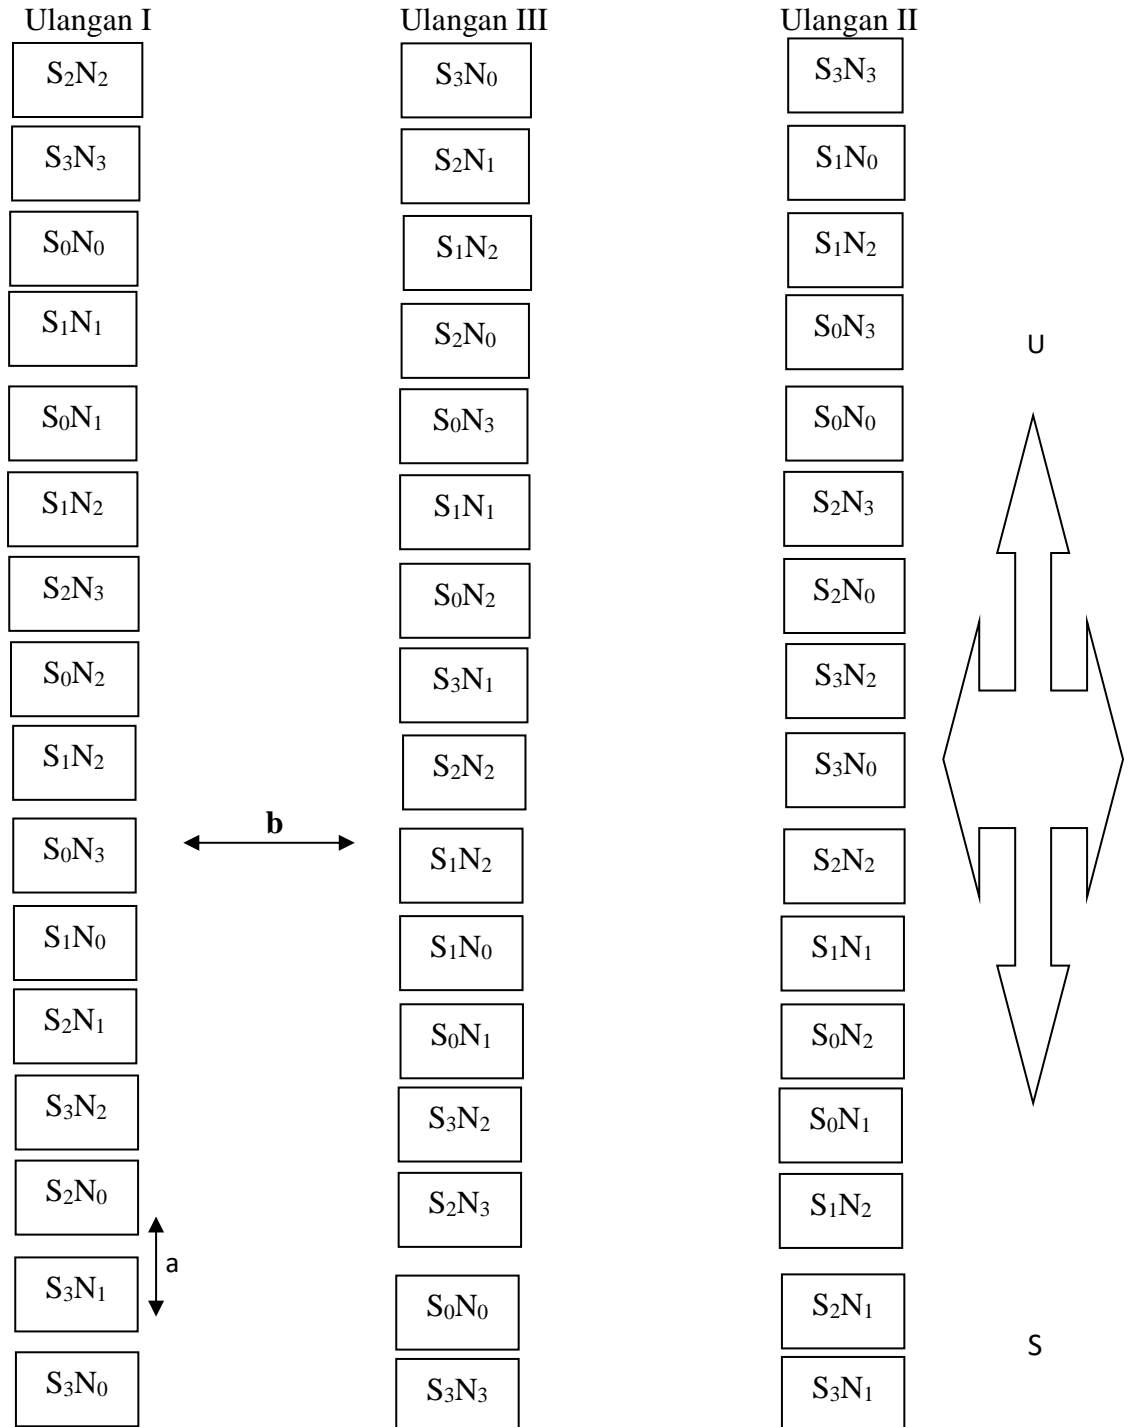 Ulangan I Ulangan III Ulangan II
S₂N₂ S₃N₀ S₃N₃
S₃N₃ S₂N₁ S₁N₀
S₀N₀ S₁N₂ S₁N₂
S₁N₁ S₂N₀ S₀N₃
U
S₀N₁ S₀N₃ S₀N₀
S₁N₂ S₁N₁ S₂N₃
S₂N₃ S₀N₂ S₂N₀
S₀N₂ S₃N₁ S₃N₂
S₁N₂ S₂N₂ S₃N₀
b
S₀N₃ S₁N₂ S₂N₂
S₁N₀ S₁N₀ S₁N₁
S₂N₁ S₀N₁ S₀N₂
S₃N₂ S₃N₂ S₀N₁
S₂N₀ S₂N₃ S₁N₂
a
S₃N₁ S₀N₀ S₂N₁
S
S₃N₀ S₃N₃ S₃N₁